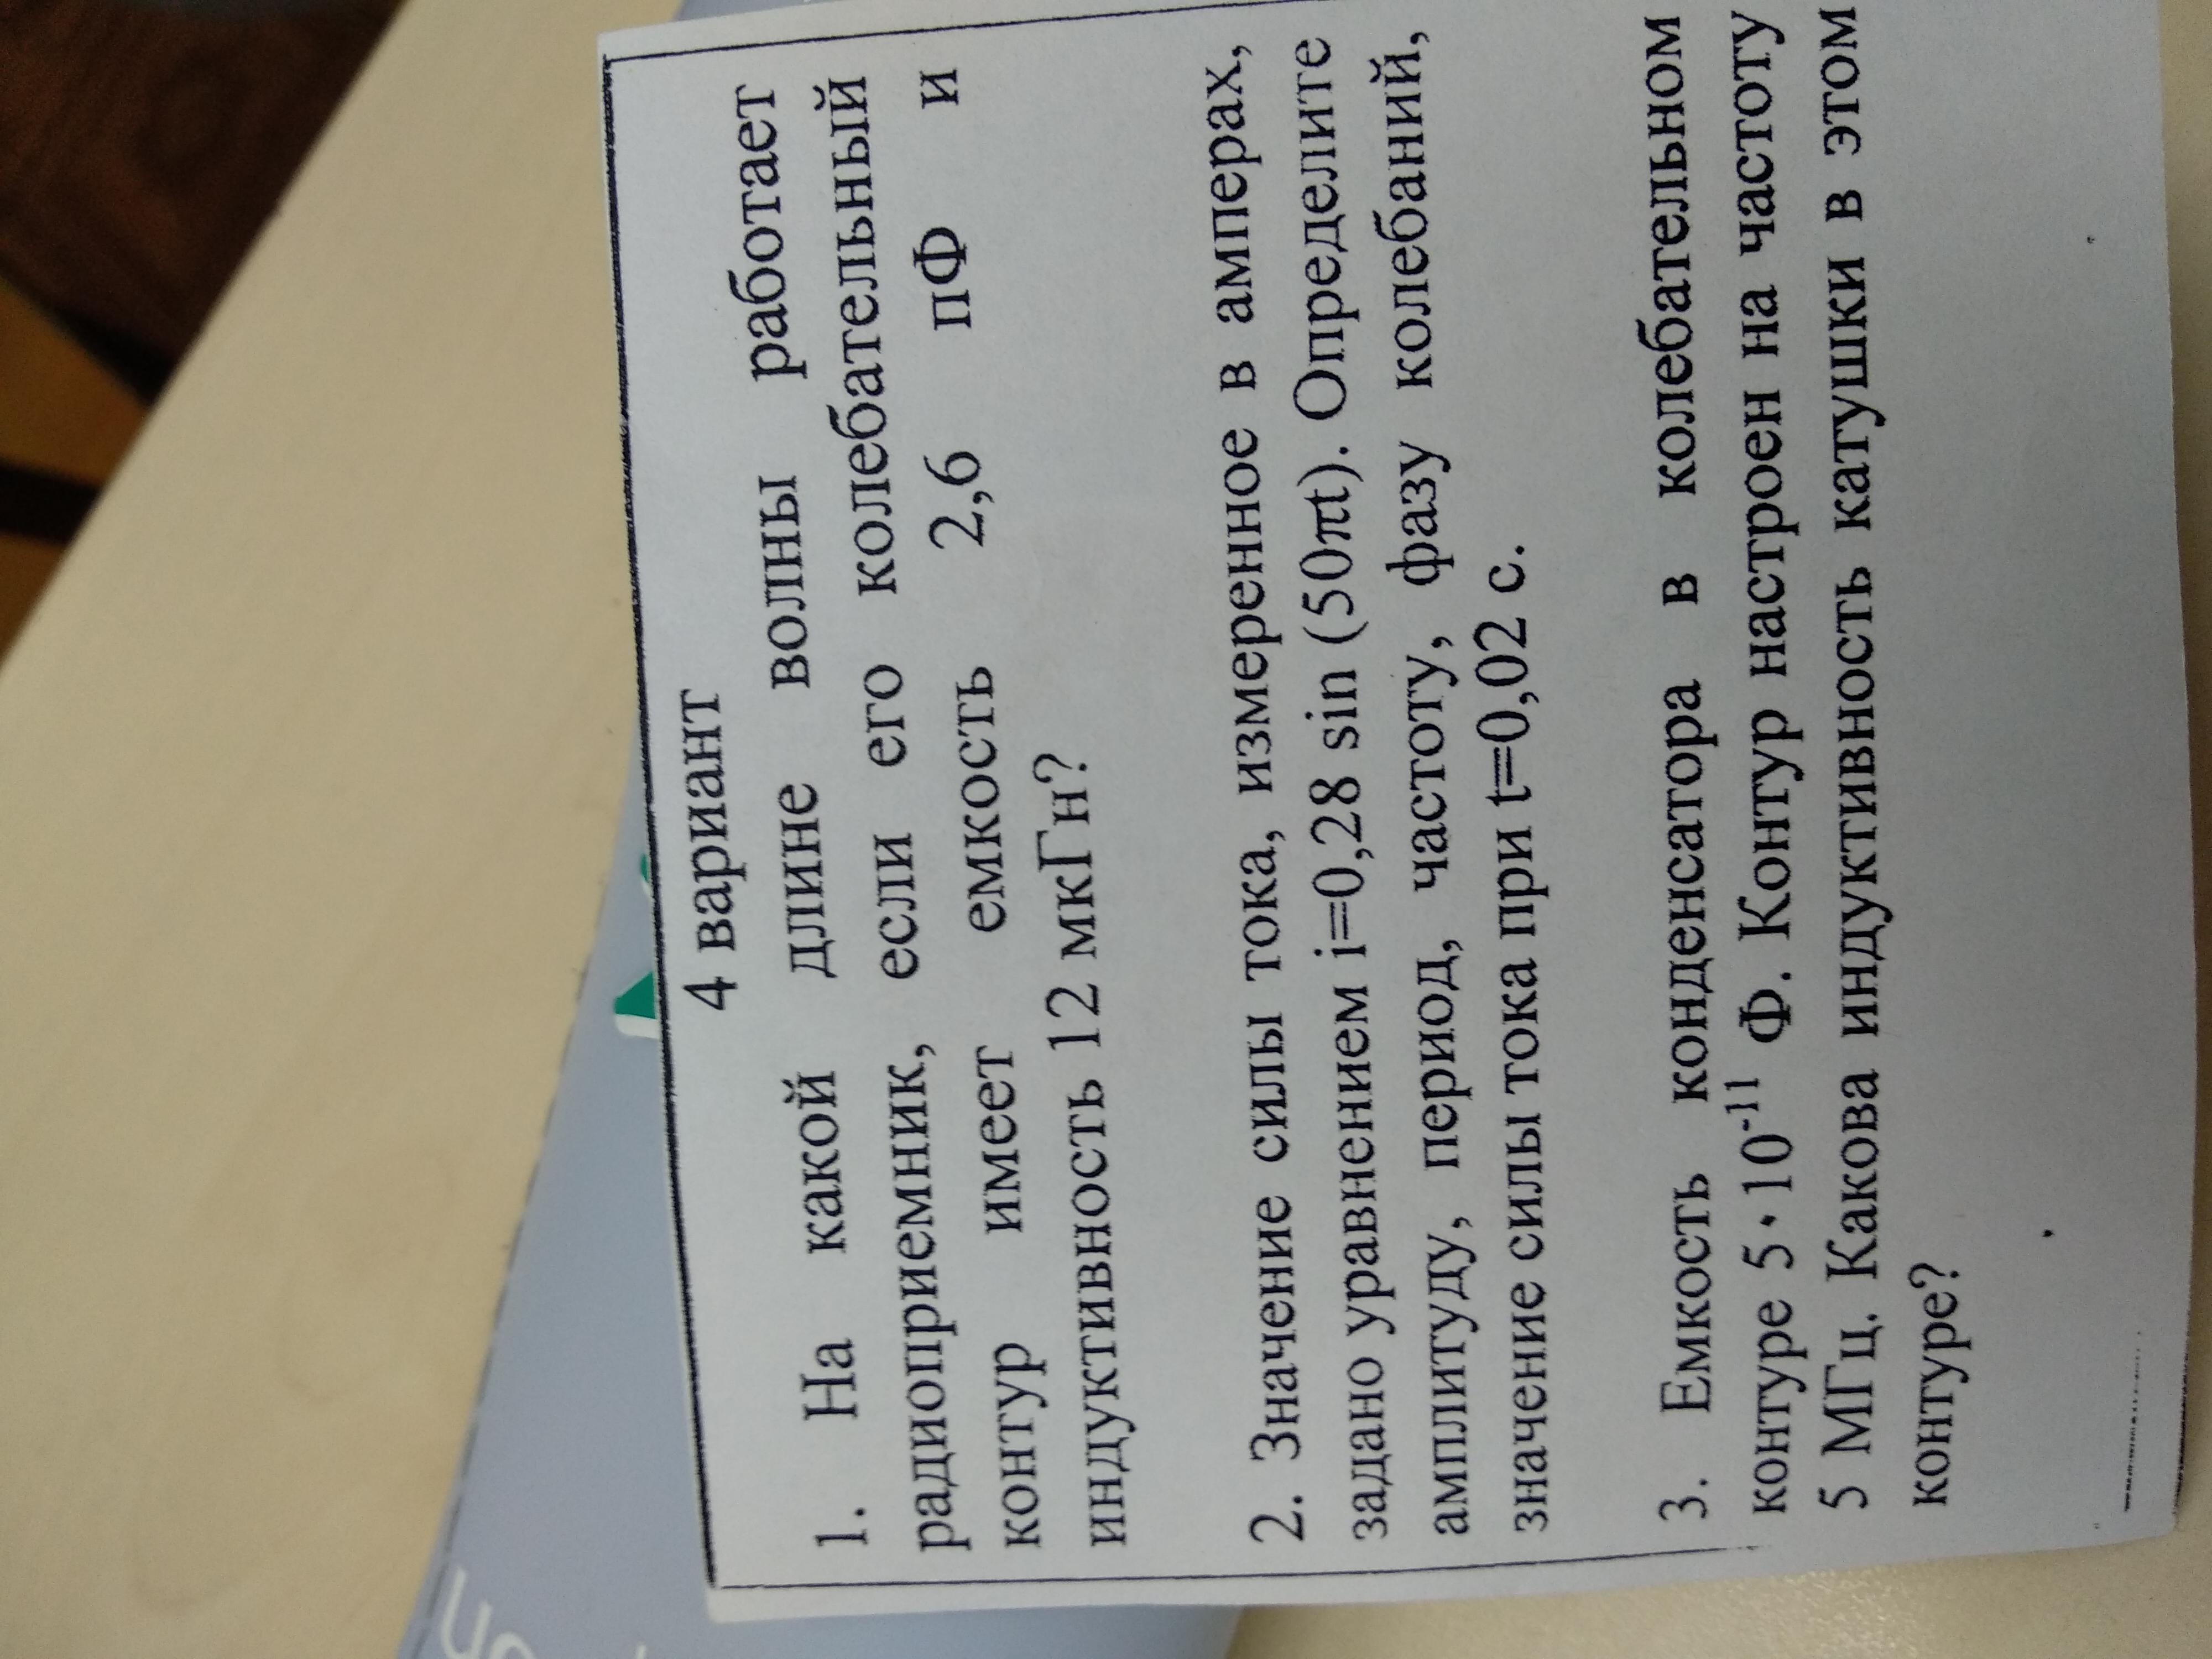 4 вариант
1. На какой длине волны работает
радиоприемник, если его колебательный
контур имеет емкость 2,6 пФ и
индуктивность 12 мкГн?
2. Значение силы тока, измеренное в амперах,
задано уравнением i=0,28 sin (50πt). Определите
амплитуду, период, частоту, фазу колебаний,
значение силы тока при t=0,02 с.
3. Емкость конденсатора в колебательном
контуре 5·10⁻¹¹ Ф. Контур настроен на частоту
5 МГц. Какова индуктивность катушки в этом
контуре?